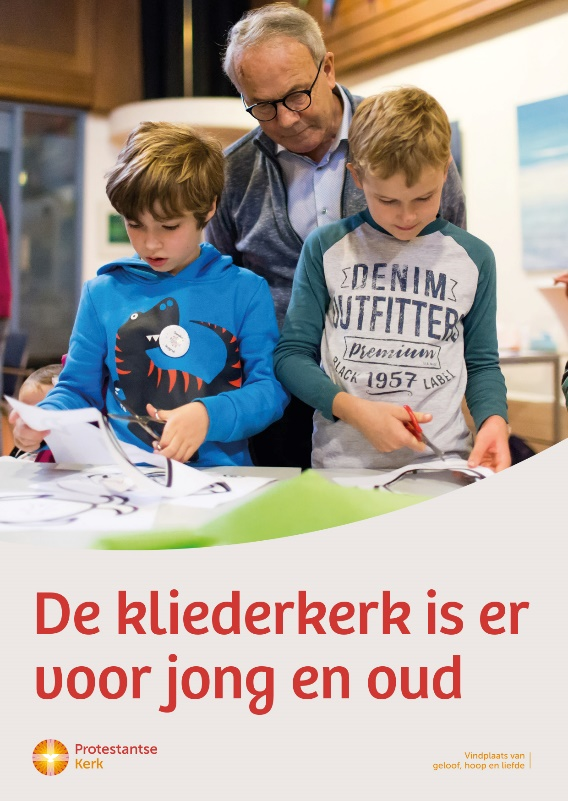 DENIM
OUTFITTERS
Premium
BLACK 1957 LABEL
De kliederkerk is er
voor jong en oud
Protestantse
Kerk
Vindplaats van
geloof, hoop en liefde